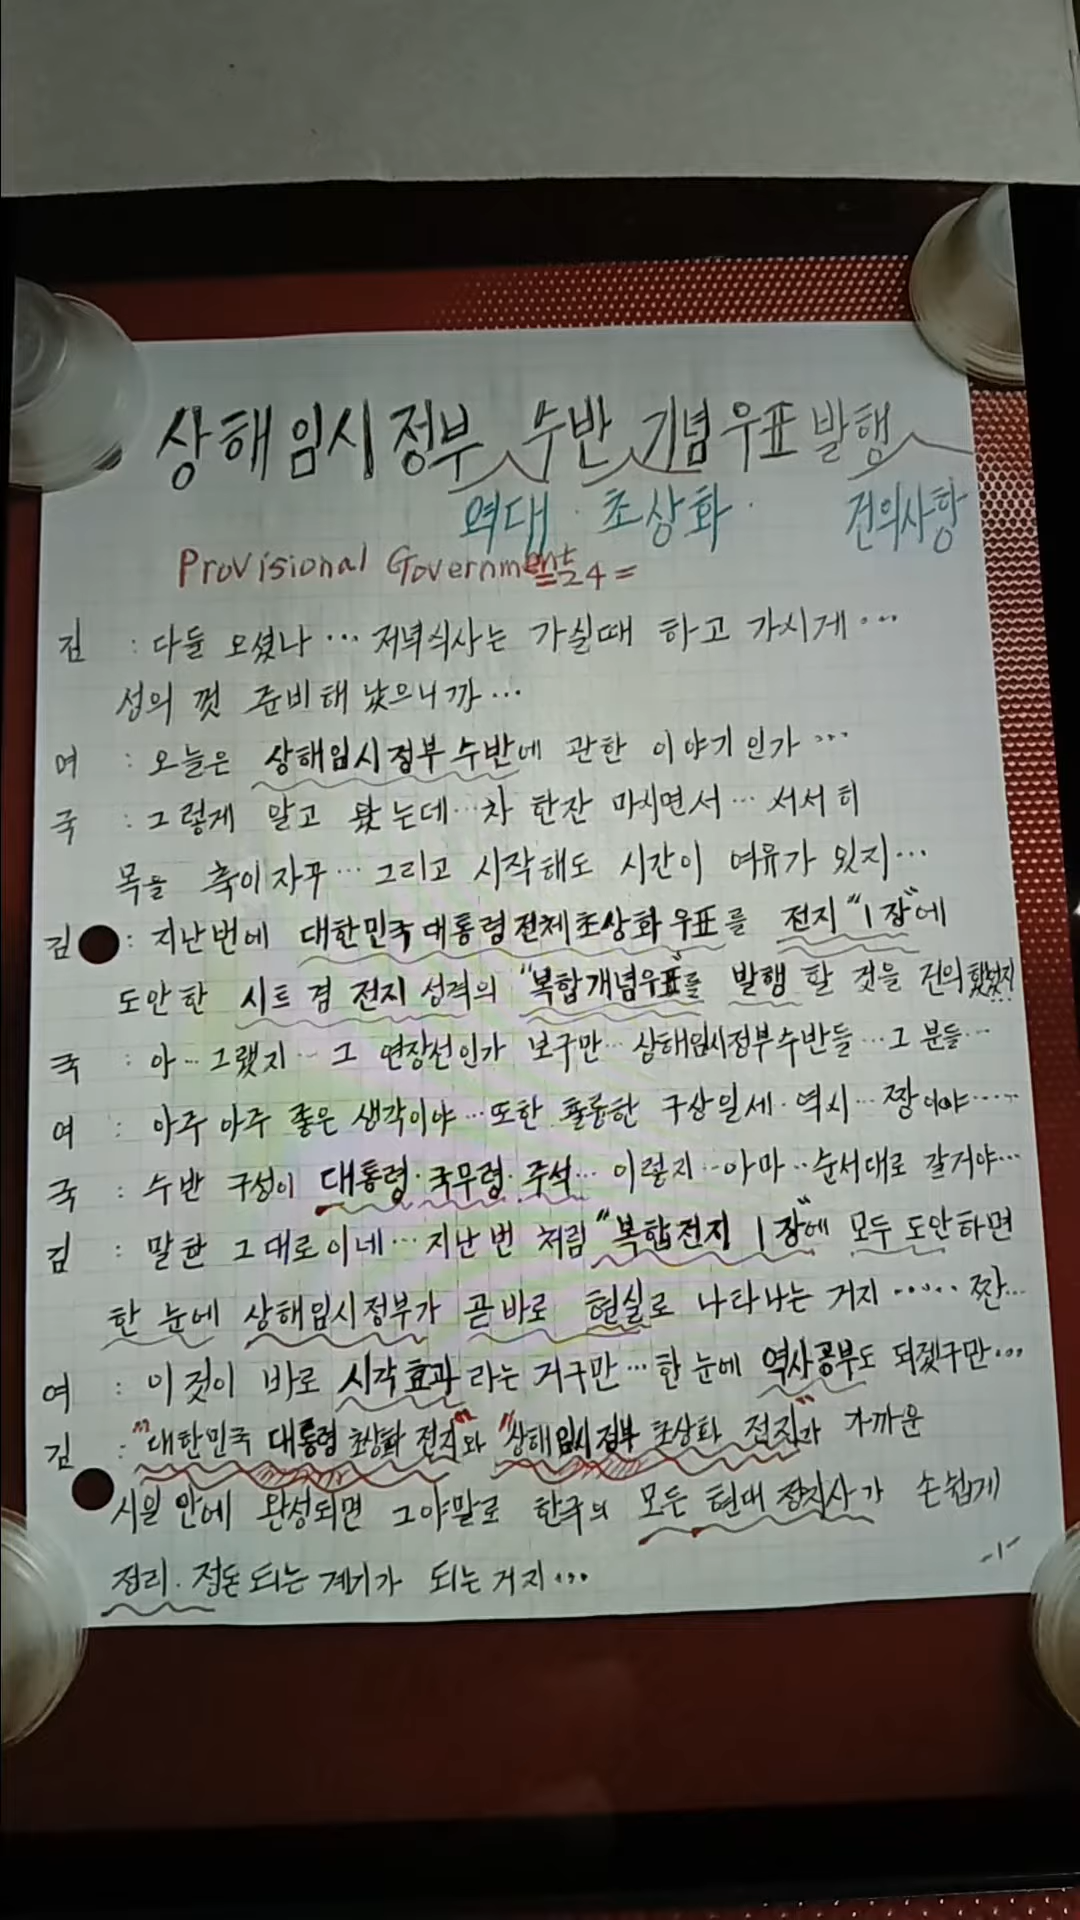 상해임시정부 수반 기념우표발행
역대 · 초상화 · 건의사항
Provisional Government =24=
김 : 다들 오셨나 … 저녁식사는 가실때 하고 가시게 …
성의 껏 준비해 놨으니까 …
여 : 오늘은 상해임시정부수반에 관한 이야기인가 …
국 : 그렇게 알고 왔는데 … 차 한잔 마시면서 … 서서히
목을 축이자꾸 … 그리고 시작해도 시간이 여유가 있지 …
김 : 지난번에 대한민국대통령전체초상화우표를 전지 "1장"에
도안한 시트 겸 전지 성격의 "복합개념우표"를 발행 할 것을 건의했었지
국 : 아 … 그랬지 … 그 연장선인가 보구만 … 상해임시정부수반들 … 그 분들 …
여 : 아주 아주 좋은 생각이야 … 또한 훌륭한 구상일세 · 역시 … 짱이야 ……
국 : 수반 구성이 대통령 · 국무령 · 주석 … 이렇지 … 아마 … 순서대로 갈거야 …
김 : 말한 그대로이네 … 지난번 처럼 "복합전지 1장"에 모두 도안하면
한 눈에 상해임시정부가 곧바로 현실로 나타나는 거지 …… 짠 …
여 : 이것이 바로 시각효과라는 거구만 … 한 눈에 역사공부도 되겠구만 …
김 : "대한민국 대통령 초상화 전지"와 "상해임시정부 초상화 전지"가 가까운
시일 안에 완성되면 그야말로 한국의 모든 현대 정치사가 손쉽게
정리 · 정돈되는 계기가 되는 거지 …
-1-